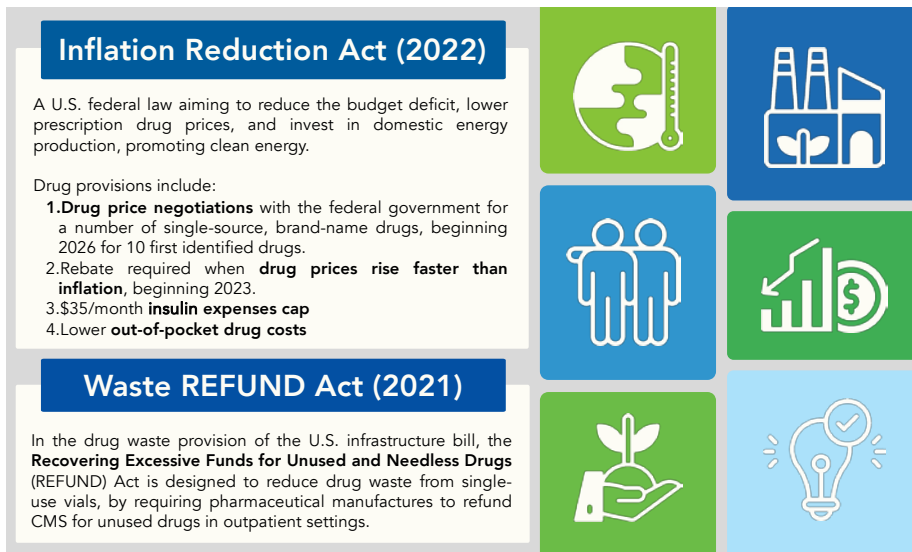 Inflation Reduction Act (2022)
A U.S. federal law aiming to reduce the budget deficit, lower
prescription drug prices, and invest in domestic energy
production, promoting clean energy.
Drug provisions include:
1.Drug price negotiations with the federal government for
a number of single-source, brand-name drugs, beginning
2026 for 10 first identified drugs.
2.Rebate required when drug prices rise faster than
inflation, beginning 2023.
3.$35/month insulin expenses cap
4.Lower out-of-pocket drug costs
Waste REFUND Act (2021)
In the drug waste provision of the U.S. infrastructure bill, the
Recovering Excessive Funds for Unused and Needless Drugs
(REFUND) Act is designed to reduce drug waste from single-
use vials, by requiring pharmaceutical manufactures to refund
CMS for unused drugs in outpatient settings.
$